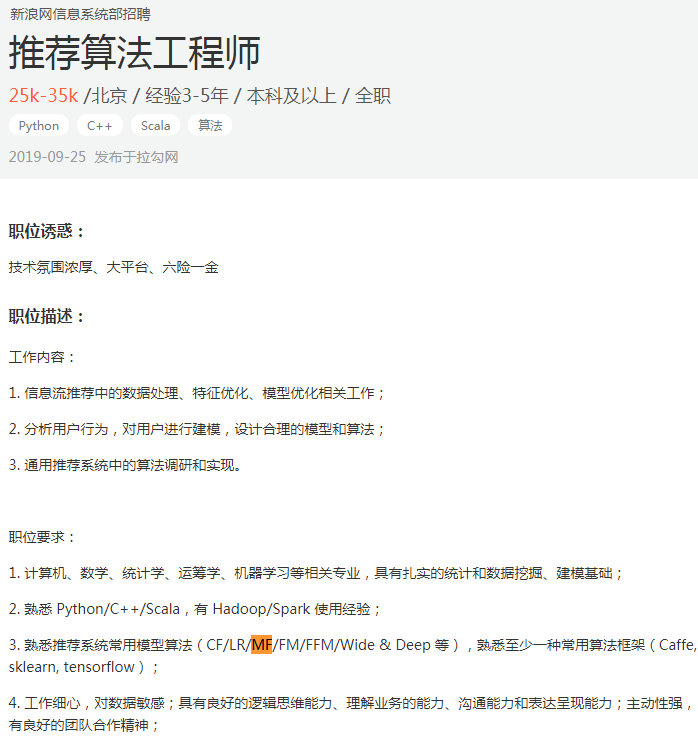 新浪网信息系统部招聘
推荐算法工程师
25k-35k /北京 / 经验3-5年 / 本科及以上 / 全职
Python C++ Scala 算法
2019-09-25 发布于拉勾网
职位诱惑：
技术氛围浓厚、大平台、六险一金
职位描述：
工作内容：
1. 信息流推荐中的数据处理、特征优化、模型优化相关工作；
2. 分析用户行为，对用户进行建模，设计合理的模型和算法；
3. 通用推荐系统中的算法调研和实现。
职位要求：
1. 计算机、数学、统计学、运筹学、机器学习等相关专业，具有扎实的统计和数据挖掘、建模基础；
2. 熟悉 Python/C++/Scala，有 Hadoop/Spark 使用经验；
3. 熟悉推荐系统常用模型算法（CF/LR/MF/FM/FFM/Wide & Deep 等），熟悉至少一种常用算法框架（Caffe,
sklearn, tensorflow）；
4. 工作细心，对数据敏感；具有良好的逻辑思维能力、理解业务的能力、沟通能力和表达呈现能力；主动性强，
有良好的团队合作精神；